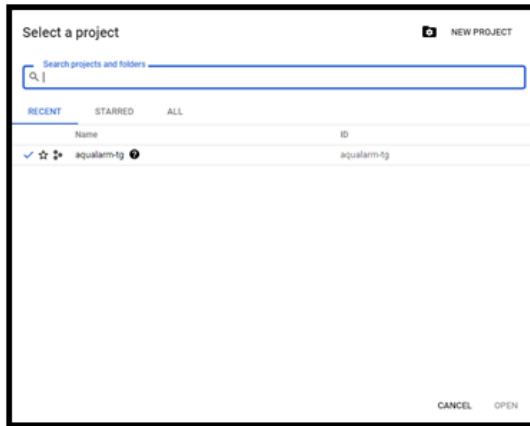 Select a project NEW PROJECT
Search projects and folders
RECENT STARRED ALL
Name ID
aqualarm-tg aqualarm-tg
CANCEL OPEN